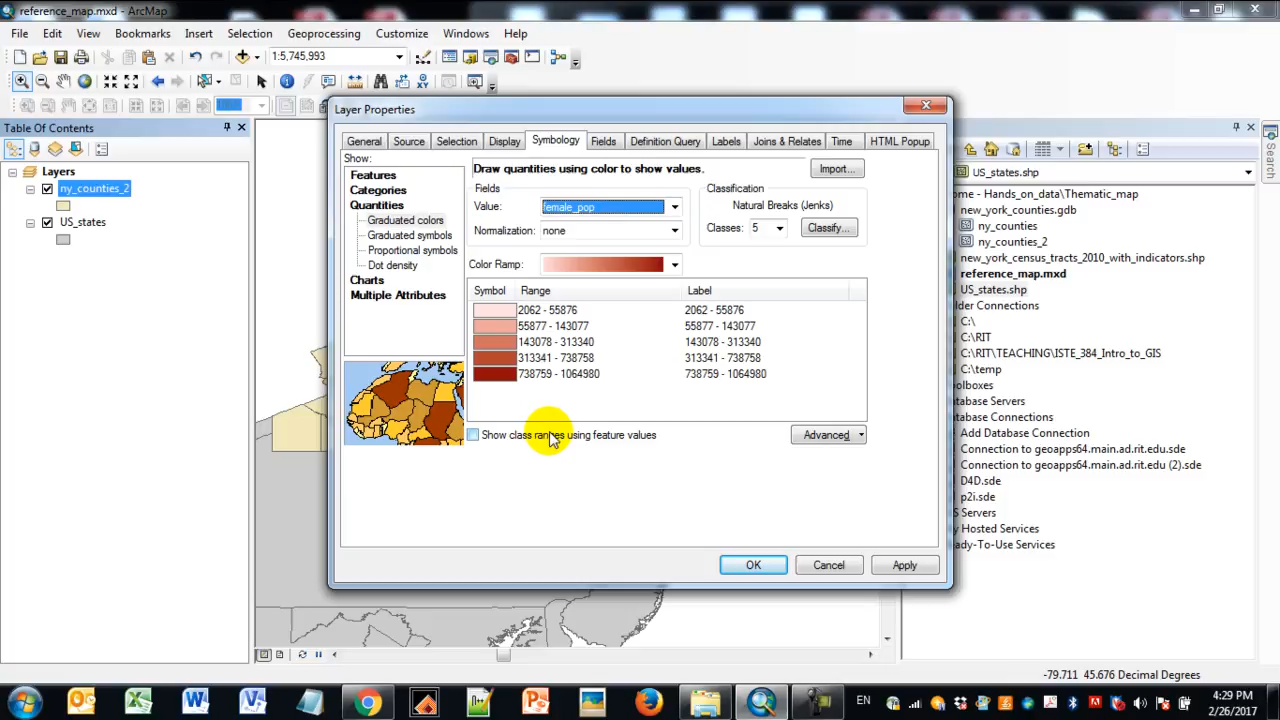 reference_map.mxd - ArcMap
File Edit View Bookmarks Insert Selection Geoprocessing Customize Windows Help
1:5,745,993
Table Of Contents
Layers
ny_counties_2
US_states
Layer Properties
General Source Selection Display Symbology Fields Definition Query Labels Joins & Relates Time HTML Popup
Show:
Features
Categories
Quantities
Graduated colors
Graduated symbols
Proportional symbols
Dot density
Charts
Multiple Attributes
Draw quantities using color to show values.
Import...
Fields
Value: female_pop
Normalization: none
Classification
Natural Breaks (Jenks)
Classes: 5
Classify...
Color Ramp:
Symbol Range Label
2062 - 55876 2062 - 55876
55877 - 143077 55877 - 143077
143078 - 313340 143078 - 313340
313341 - 738758 313341 - 738758
738759 - 1064980 738759 - 1064980
Show class ranges using feature values
Advanced
OK Cancel Apply
US_states.shp
ome - Hands_on_data\Thematic_map
new_york_counties.gdb
ny_counties
ny_counties_2
new_york_census_tracts_2010_with_indicators.shp
reference_map.mxd
US_states.shp
older Connections
C:\
C:\RIT
C:\RIT\TEACHING\ISTE_384_Intro_to_GIS
C:\temp
oolboxes
atabase Servers
atabase Connections
Add Database Connection
Connection to geoapps64.main.ad.rit.edu.sde
Connection to geoapps64.main.ad.rit.edu (2).sde
D4D.sde
p2i.sde
S Servers
y Hosted Services
eady-To-Use Services
Search
-79.711 45.676 Decimal Degrees
EN
4:29 PM
2/26/2017